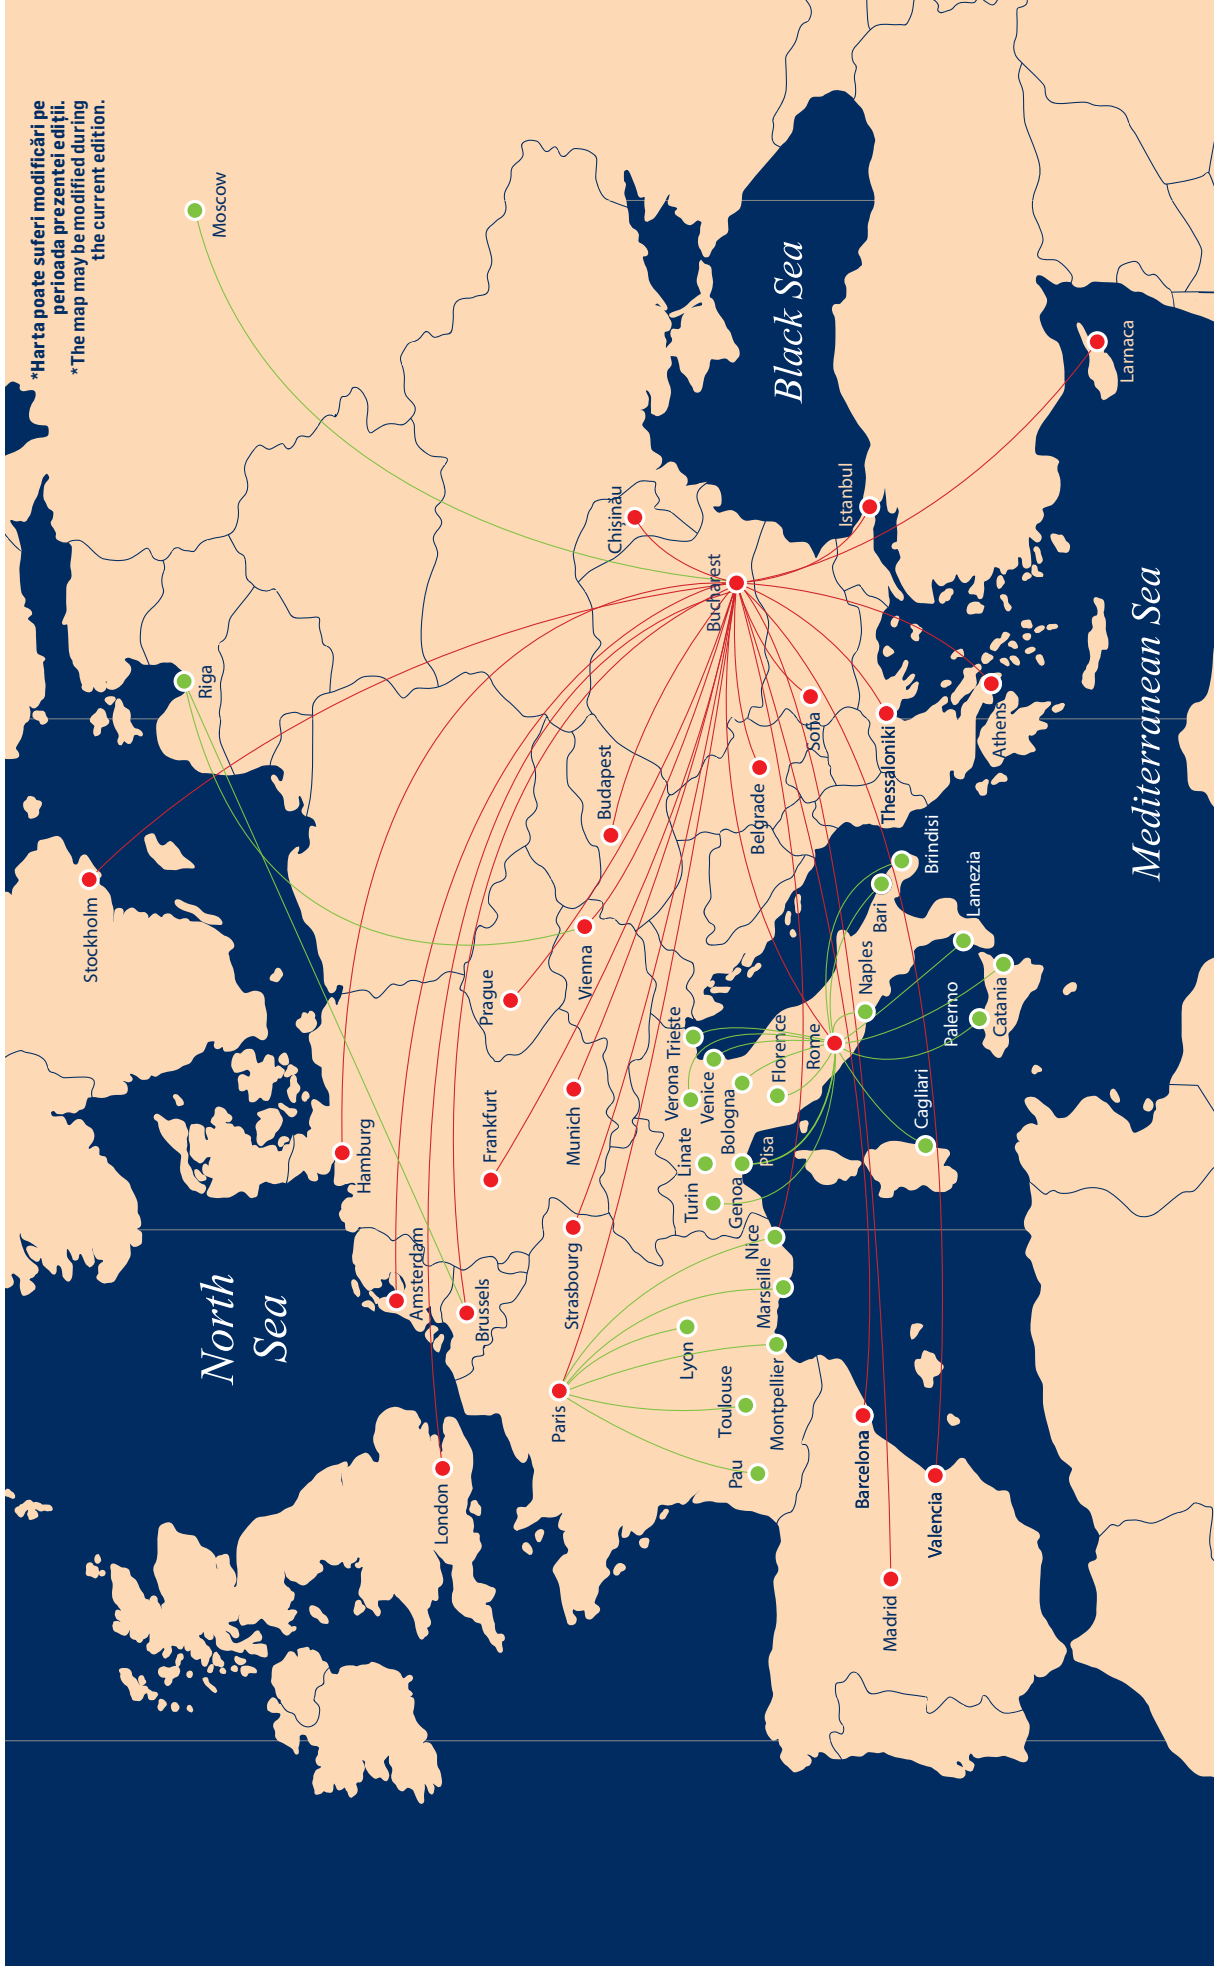 *Harta poate suferi modificări pe
perioada prezentei ediții.
*The map may be modified during
the current edition.
Moscow
Riga
Stockholm
Hamburg
North
Sea
Amsterdam
London
Brussels
Frankfurt
Prague
Paris
Strasbourg
Munich
Vienna
Budapest
Chișinău
Bucharest
Black Sea
Istanbul
Larnaca
Sofia
Belgrade
Thessaloniki
Athens
Mediterranean Sea
Brindisi
Bari
Lamezia
Naples
Palermo
Catania
Rome
Florence
Trieste
Verona
Venice
Bologna
Linate
Pisa
Turin
Genoa
Cagliari
Nice
Marseille
Lyon
Montpellier
Toulouse
Pau
Barcelona
Valencia
Madrid